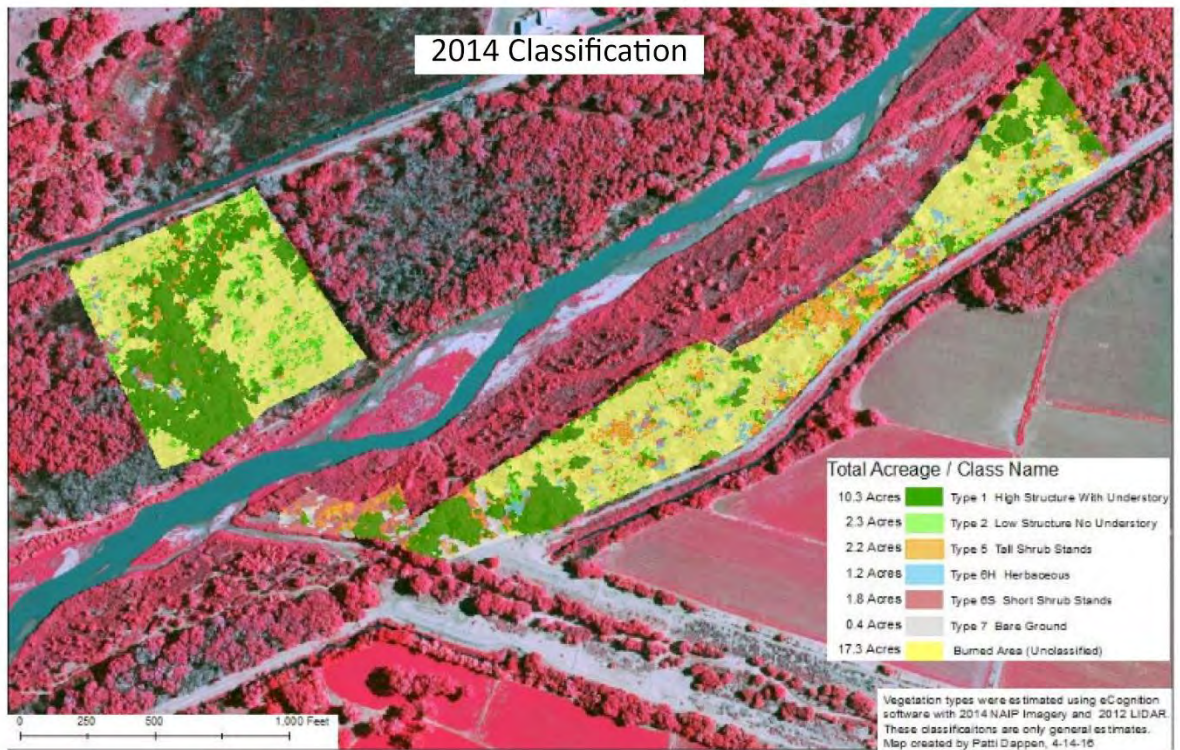 2014 Classification
Total Acreage / Class Name
10.3 Acres Type 1 High Structure With Understory
2.3 Acres Type 2 Low Structure No Understory
2.2 Acres Type 5 Tall Shrub Stands
1.2 Acres Type 6H Herbaceous
1.8 Acres Type 6S Short Shrub Stands
0.4 Acres Type 7 Bare Ground
17.3 Acres Burned Area (Unclassified)
0 250 500 1,000 Feet
Vegetation types were estimated using eCognition
software with 2014 NAIP Imagery and 2012 LIDAR.
These classificaitons are only general estimates.
Map created by Patti Dappen, 4-14-16